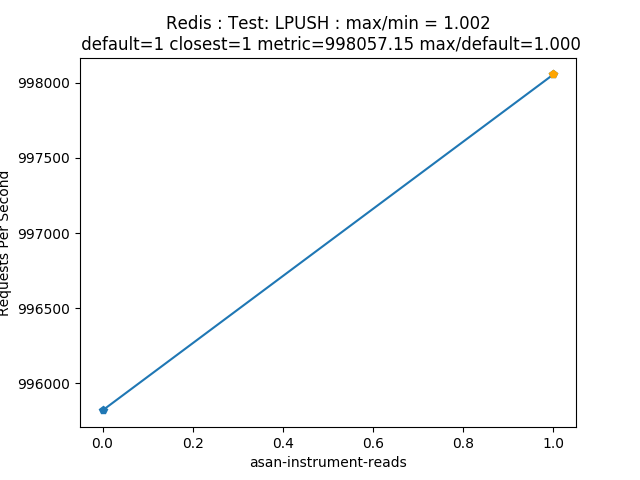 Redis : Test: LPUSH : max/min = 1.002
default=1 closest=1 metric=998057.15 max/default=1.000
998000
997500
997000
996500
996000
Requests Per Second
0.0 0.2 0.4 0.6 0.8 1.0
asan-instrument-reads